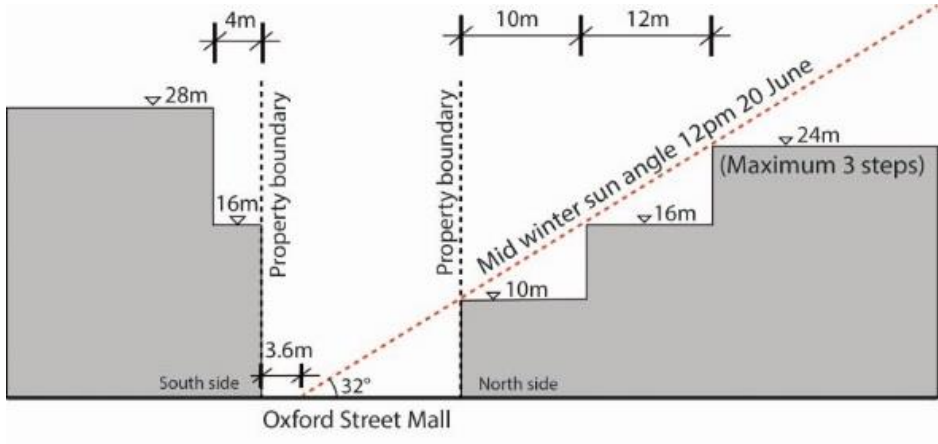 4m
10m
12m
28m
16m
Property boundary
Property boundary
Mid winter sun angle 12pm 20 June
24m
(Maximum 3 steps)
16m
10m
3.6m
South side
32°
North side
Oxford Street Mall